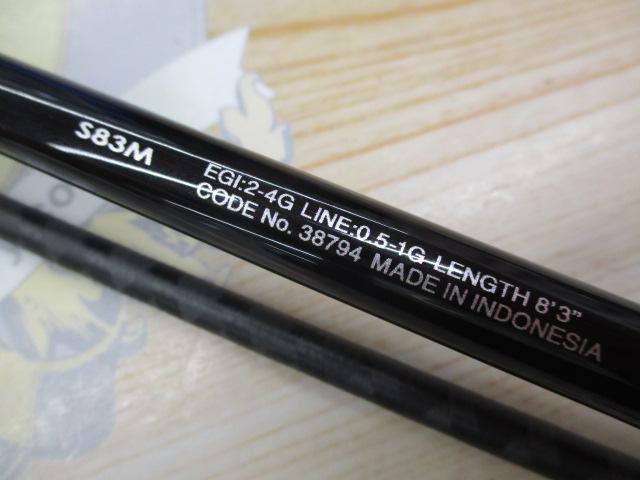 S83M
EGI:2-4G LINE:0.5-1G LENGTH 8'3"
CODE No. 38794 MADE IN INDONESIA